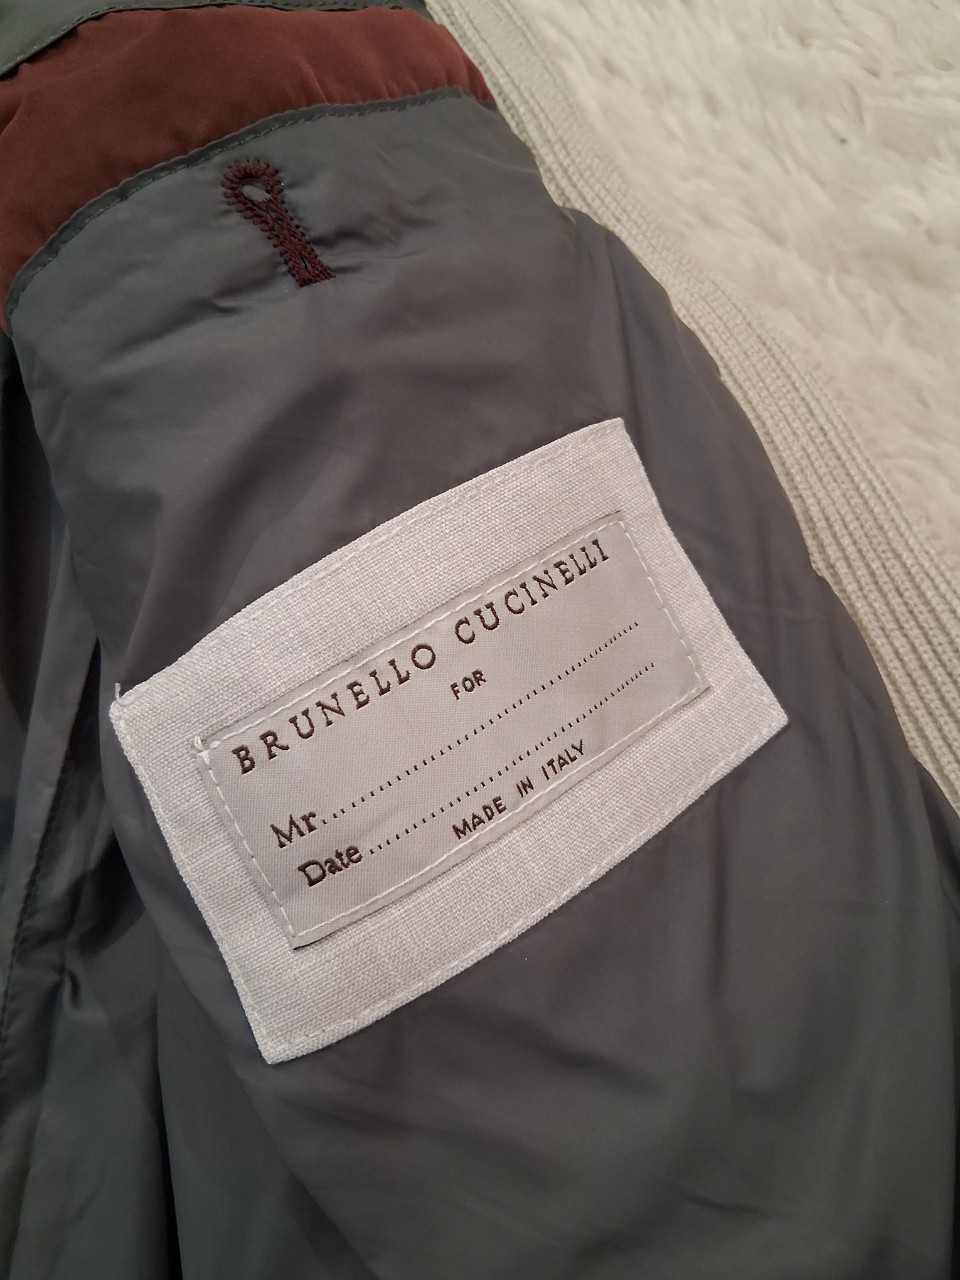 BRUNELLO CUCINELLI
FOR
Mr..............................
Date ..............................
MADE IN ITALY